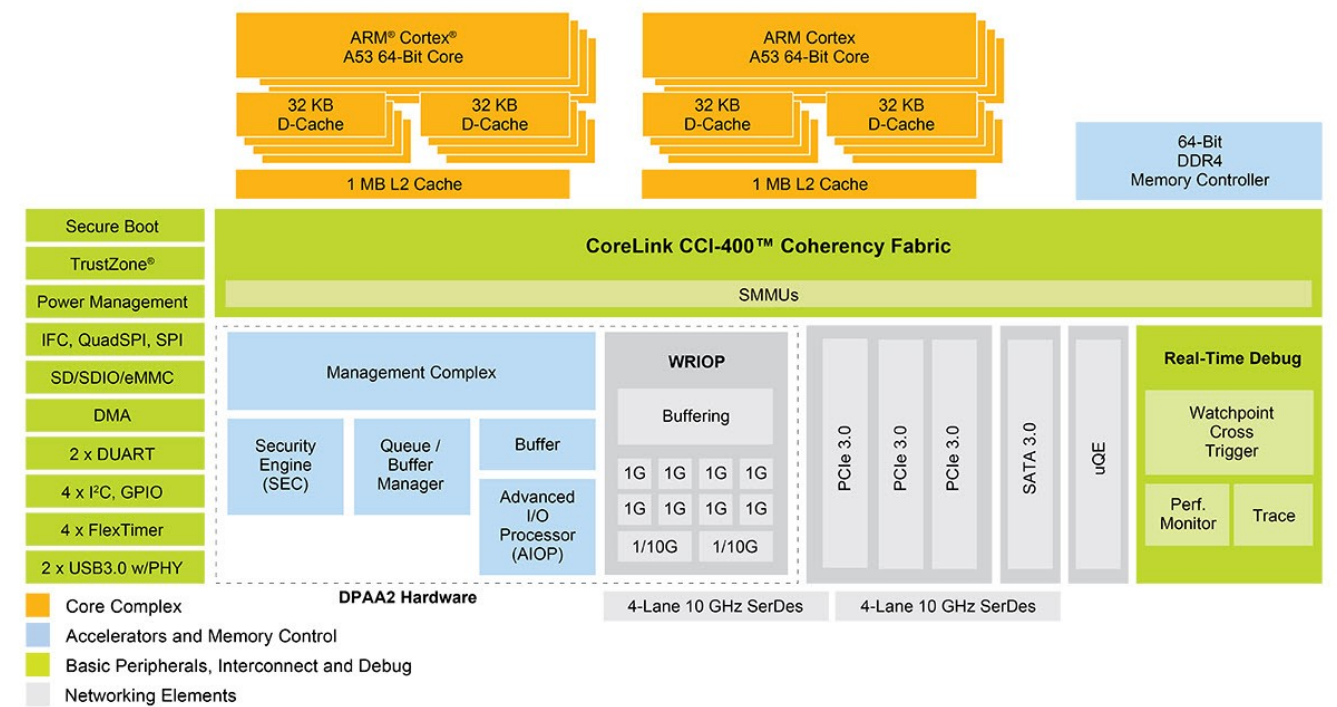 ARM® Cortex®
A53 64-Bit Core
ARM Cortex
A53 64-Bit Core
32 KB
D-Cache
32 KB
D-Cache
32 KB
D-Cache
32 KB
D-Cache
1 MB L2 Cache
1 MB L2 Cache
64-Bit
DDR4
Memory Controller
Secure Boot
TrustZone®
Power Management
IFC, QuadSPI, SPI
SD/SDIO/eMMC
DMA
2 x DUART
4 x I²C, GPIO
4 x FlexTimer
2 x USB3.0 w/PHY
CoreLink CCI-400™ Coherency Fabric
SMMUs
Management Complex
Security
Engine
(SEC)
Queue /
Buffer
Manager
Buffer
Advanced
I/O
Processor
(AIOP)
DPAA2 Hardware
WRIOP
Buffering
1G 1G 1G 1G
1G 1G 1G 1G
1/10G 1/10G
PCIe 3.0
PCIe 3.0
PCIe 3.0
SATA 3.0
uQE
Real-Time Debug
Watchpoint
Cross
Trigger
Perf.
Monitor
Trace
4-Lane 10 GHz SerDes
4-Lane 10 GHz SerDes
Core Complex
Accelerators and Memory Control
Basic Peripherals, Interconnect and Debug
Networking Elements